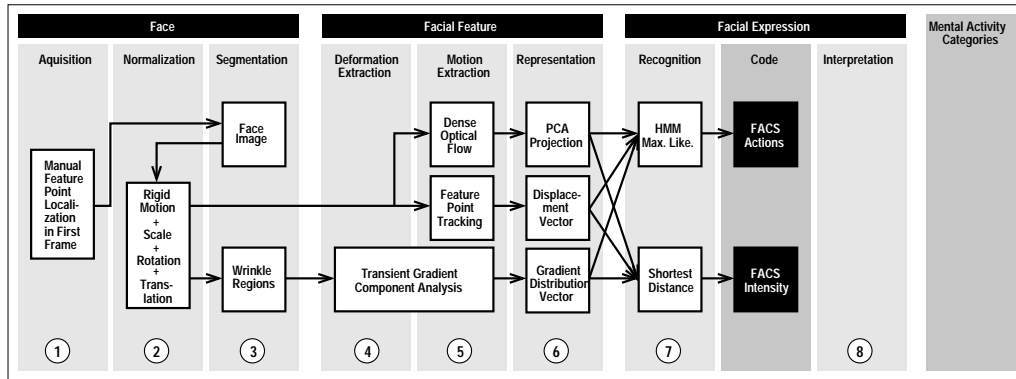 Face
Facial Feature
Facial Expression
Mental Activity
Categories
Aquisition
Normalization
Segmentation
Deformation
Extraction
Motion
Extraction
Representation
Recognition
Code
Interpretation
Face
Image
Dense
Optical
Flow
PCA
Projection
HMM
Max. Like.
FACS
Actions
Manual
Feature
Point
Locali-
zation
in First
Frame
Rigid
Motion
+
Scale
+
Rotation
+
Trans-
lation
Feature
Point
Tracking
Displace-
ment
Vector
Wrinkle
Regions
Transient Gradient
Component Analysis
Gradient
Distribution
Vector
Shortest
Distance
FACS
Intensity
1
2
3
4
5
6
7
8